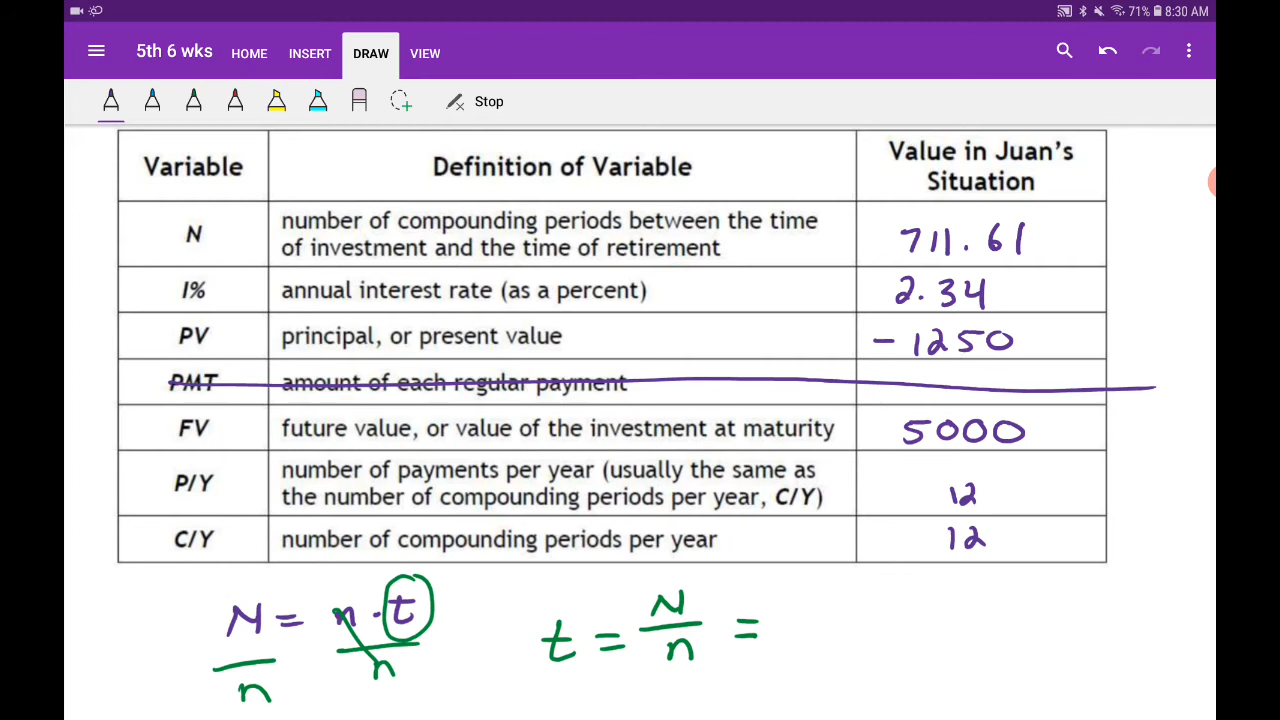 71% 8:30 AM
5th 6 wks HOME INSERT DRAW VIEW
Stop
Variable Definition of Variable Value in Juan's
Situation
N number of compounding periods between the time
of investment and the time of retirement 711.61
I% annual interest rate (as a percent) 2.34
PV principal, or present value -1250
PMT amount of each regular payment
FV future value, or value of the investment at maturity 5000
P/Y number of payments per year (usually the same as
the number of compounding periods per year, C/Y) 12
C/Y number of compounding periods per year 12
N = n · t t = N =
n n n